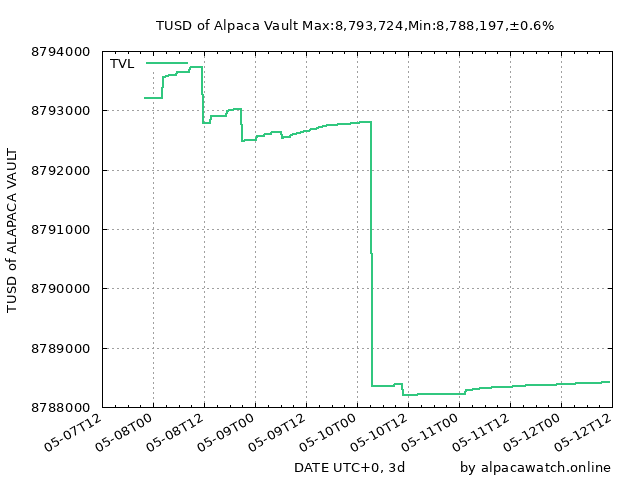 TUSD of Alpaca Vault Max:8,793,724,Min:8,788,197,±0.6%
8794000
TVL
8793000
8792000
8791000
8790000
8789000
8788000
TUSD of ALAPACA VAULT
05-07T12
05-08T00
05-08T12
05-09T00
05-09T12
05-10T00
05-10T12
05-11T00
05-11T12
05-12T00
05-12T12
DATE UTC+0, 3d
by alpacawatch.online